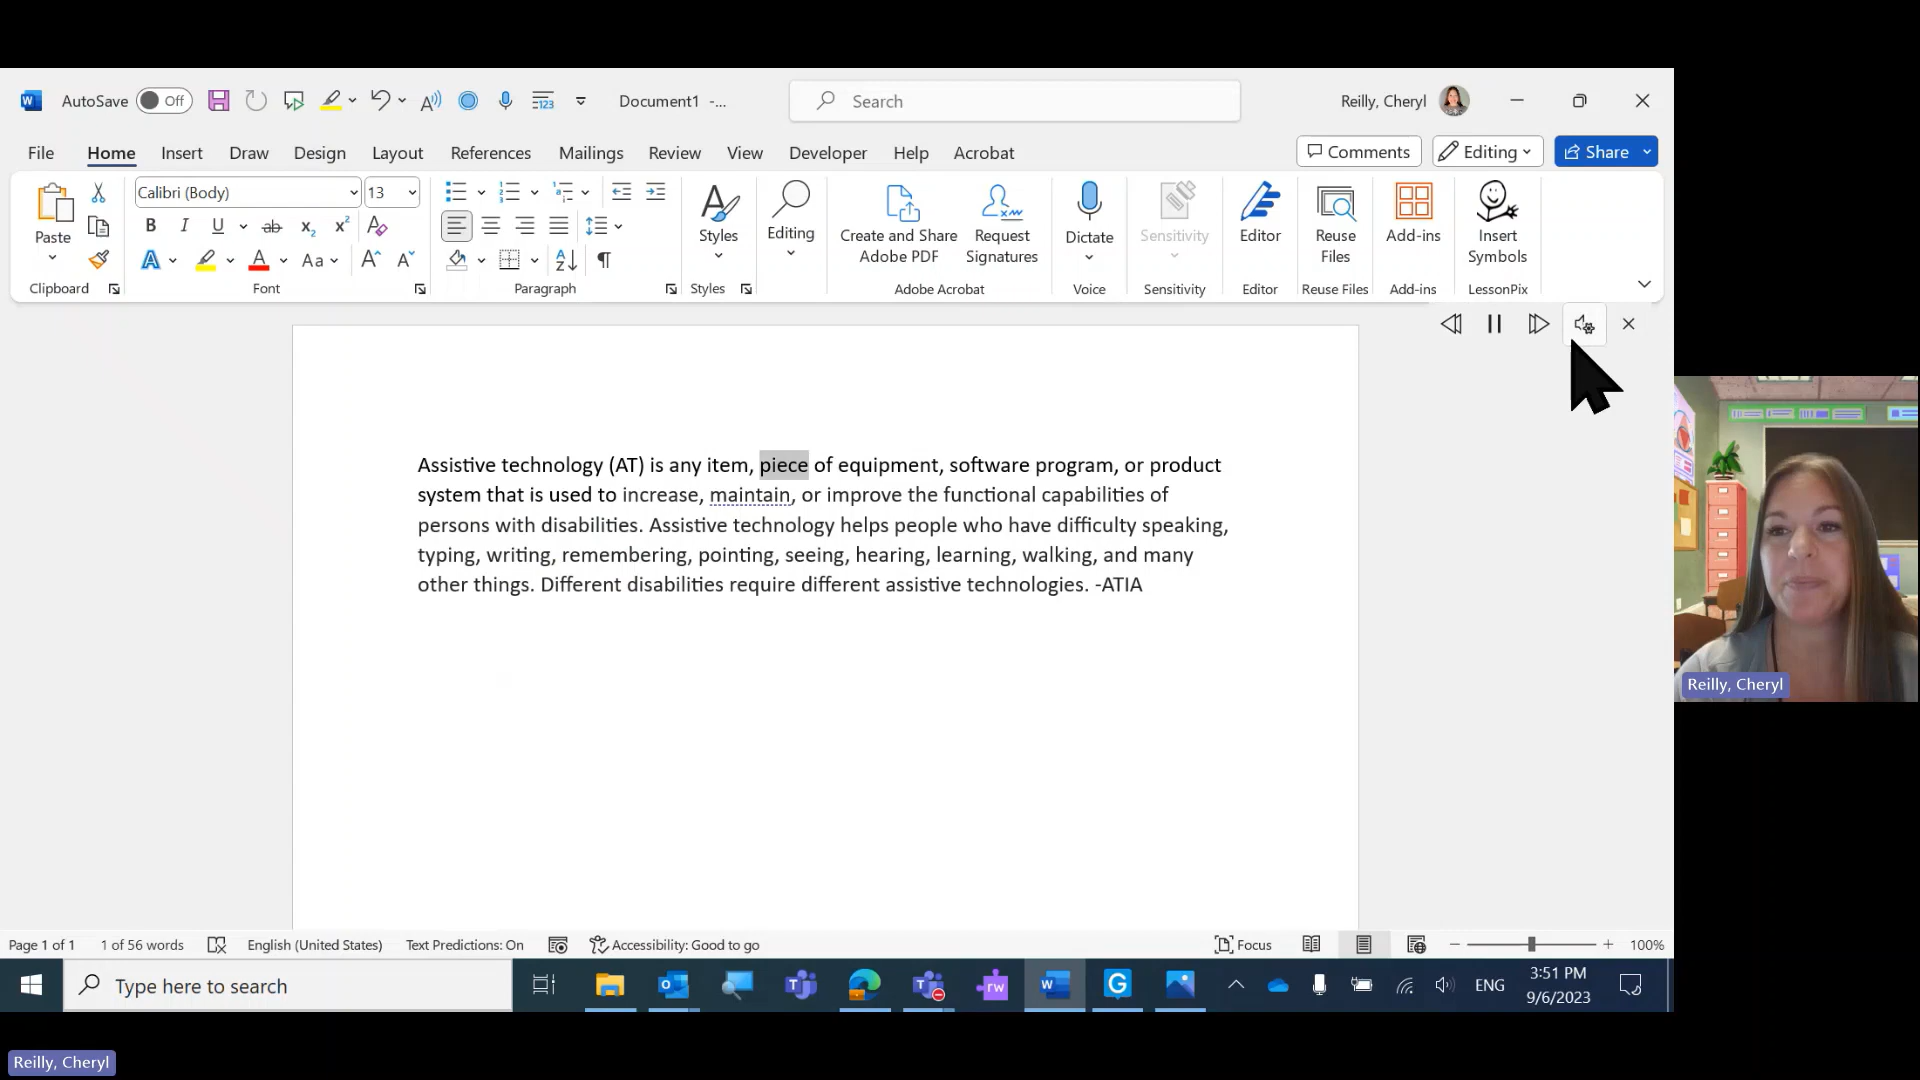 AutoSave Off Document1 -... Search Reilly, Cheryl
File Home Insert Draw Design Layout References Mailings Review View Developer Help Acrobat Comments Editing Share
Calibri (Body) 13
Paste
Styles
Editing
Create and Share
Adobe PDF
Request
Signatures
Dictate
Sensitivity
Editor
Reuse
Files
Add-ins
Insert
Symbols
Clipboard Font Paragraph Styles Adobe Acrobat Voice Sensitivity Editor Reuse Files Add-ins LessonPix
Assistive technology (AT) is any item, piece of equipment, software program, or product
system that is used to increase, maintain, or improve the functional capabilities of
persons with disabilities. Assistive technology helps people who have difficulty speaking,
typing, writing, remembering, pointing, seeing, hearing, learning, walking, and many
other things. Different disabilities require different assistive technologies. -ATIA
Reilly, Cheryl
Page 1 of 1 1 of 56 words English (United States) Text Predictions: On Accessibility: Good to go Focus 100%
Type here to search
rw
ENG
3:51 PM
9/6/2023
Reilly, Cheryl